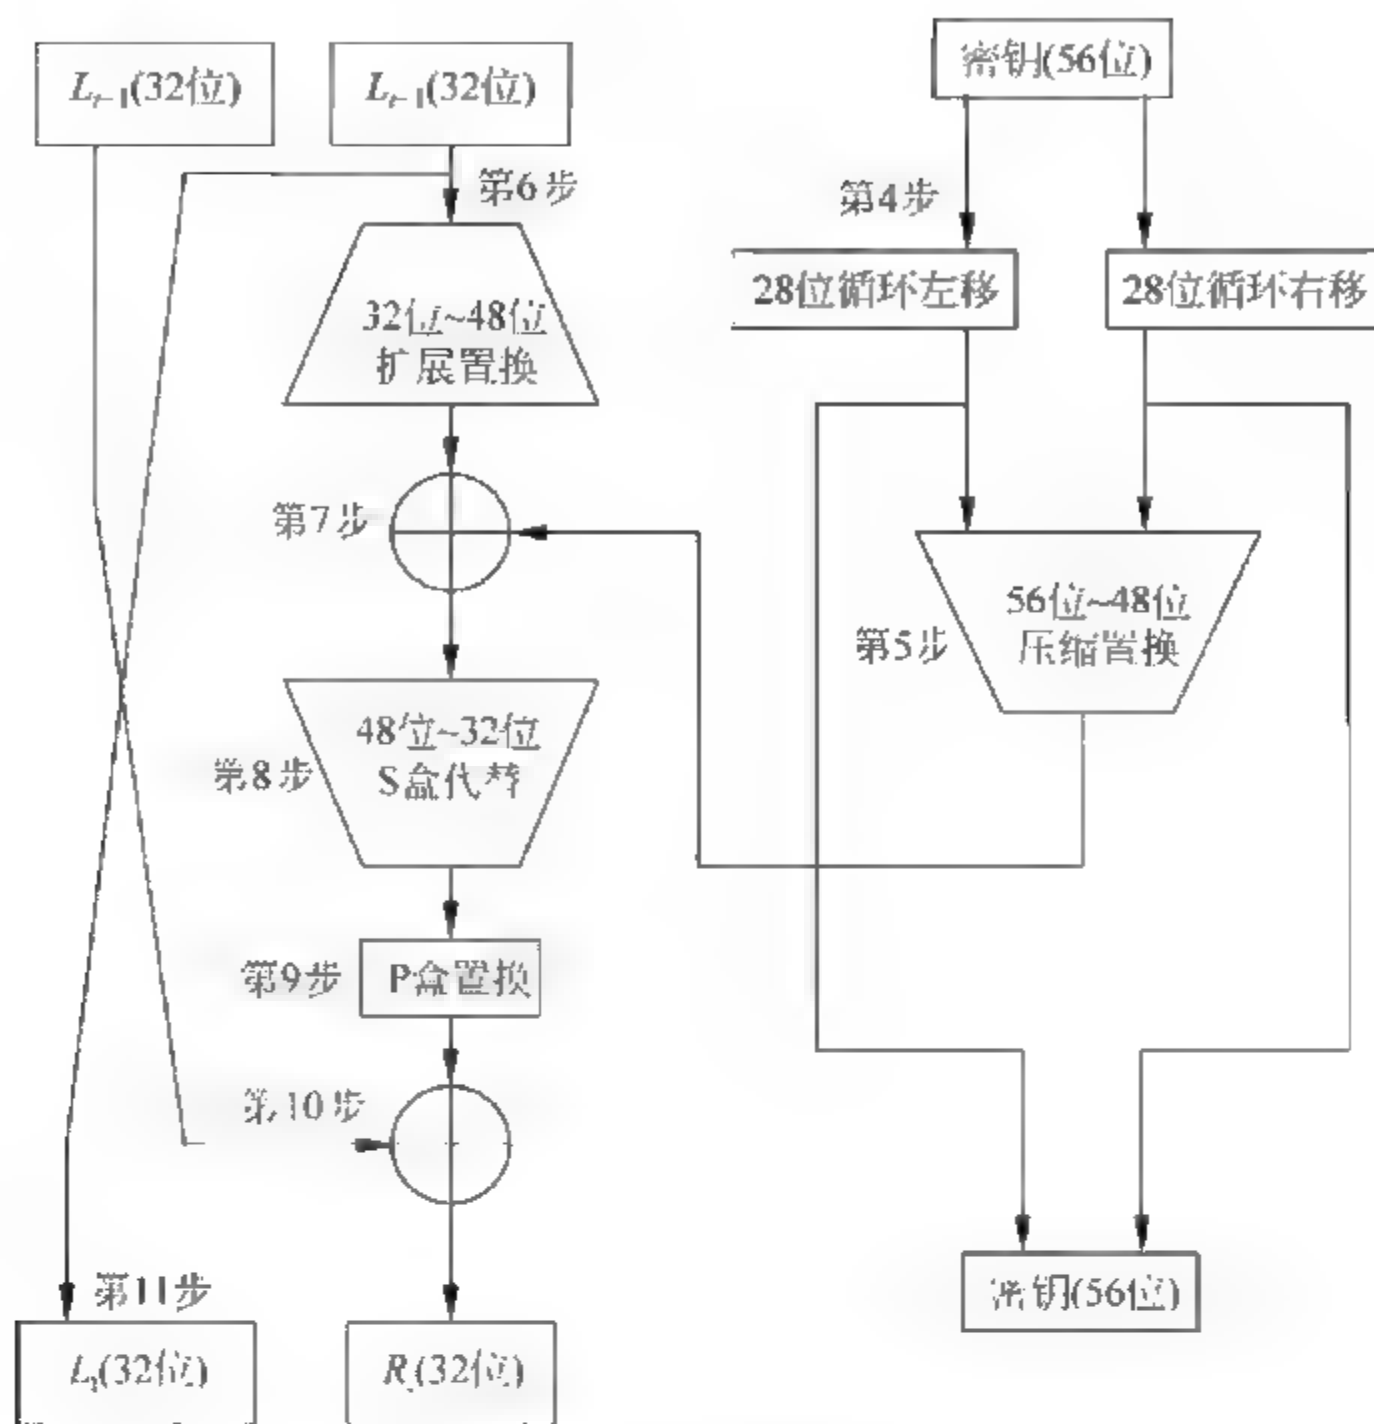 L_{i-1}(32位)
L_{i-1}(32位)
密钥(56位)
第6步
第4步
28位循环左移
28位循环右移
32位~48位
扩展置换
第7步
56位~48位
压缩置换
第5步
48位~32位
S盒代替
第8步
第9步
P盒置换
第10步
第11步
密钥(56位)
L_i(32位)
R_i(32位)